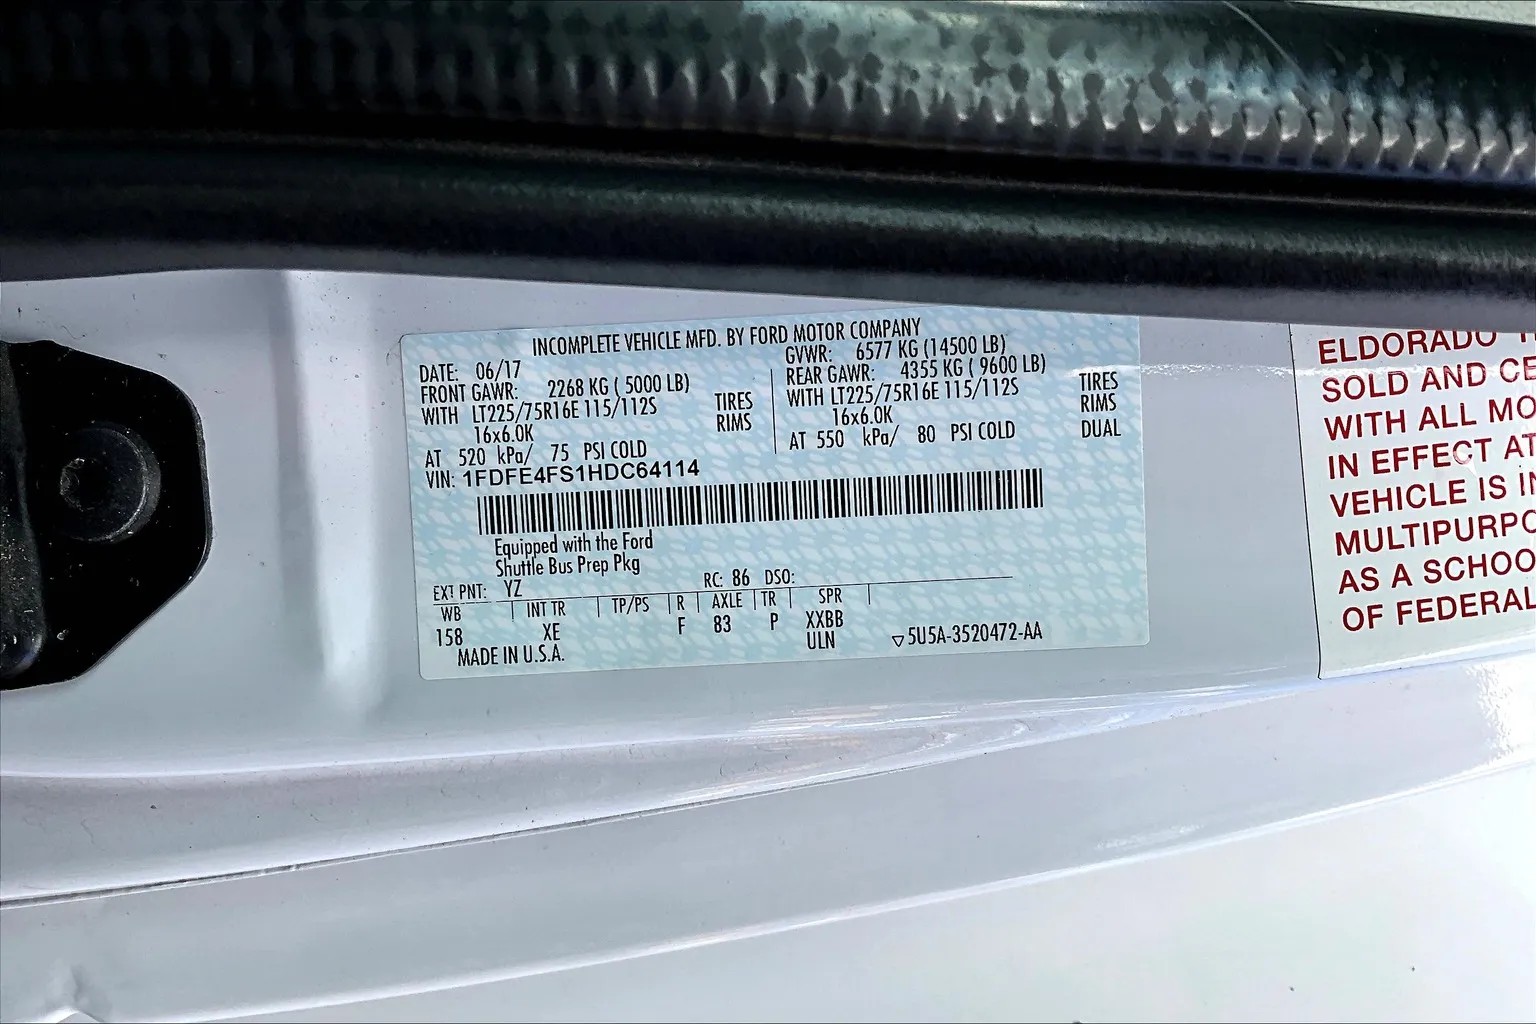 INCOMPLETE VEHICLE MFD. BY FORD MOTOR COMPANY
DATE: 06/17
GVWR: 6577 KG (14500 LB)
FRONT GAWR: 2268 KG ( 5000 LB)
REAR GAWR: 4355 KG ( 9600 LB)
WITH LT225/75R16E 115/112S TIRES
WITH LT225/75R16E 115/112S TIRES
16x6.0K RIMS
16x6.0K RIMS
AT 520 kPa/ 75 PSI COLD
AT 550 kPa/ 80 PSI COLD DUAL
VIN: 1FDFE4FS1HDC64114
Equipped with the Ford
Shuttle Bus Prep Pkg
EXT PNT: YZ RC: 86 DSO:
WB INT TR TP/PS R AXLE TR SPR
158 XE F 83 P XXBB
ULN
MADE IN U.S.A. ▽5U5A-3520472-AA
ELDORADO
SOLD AND CE
WITH ALL MO
IN EFFECT AT
VEHICLE IS IN
MULTIPURPO
AS A SCHOO
OF FEDERAL